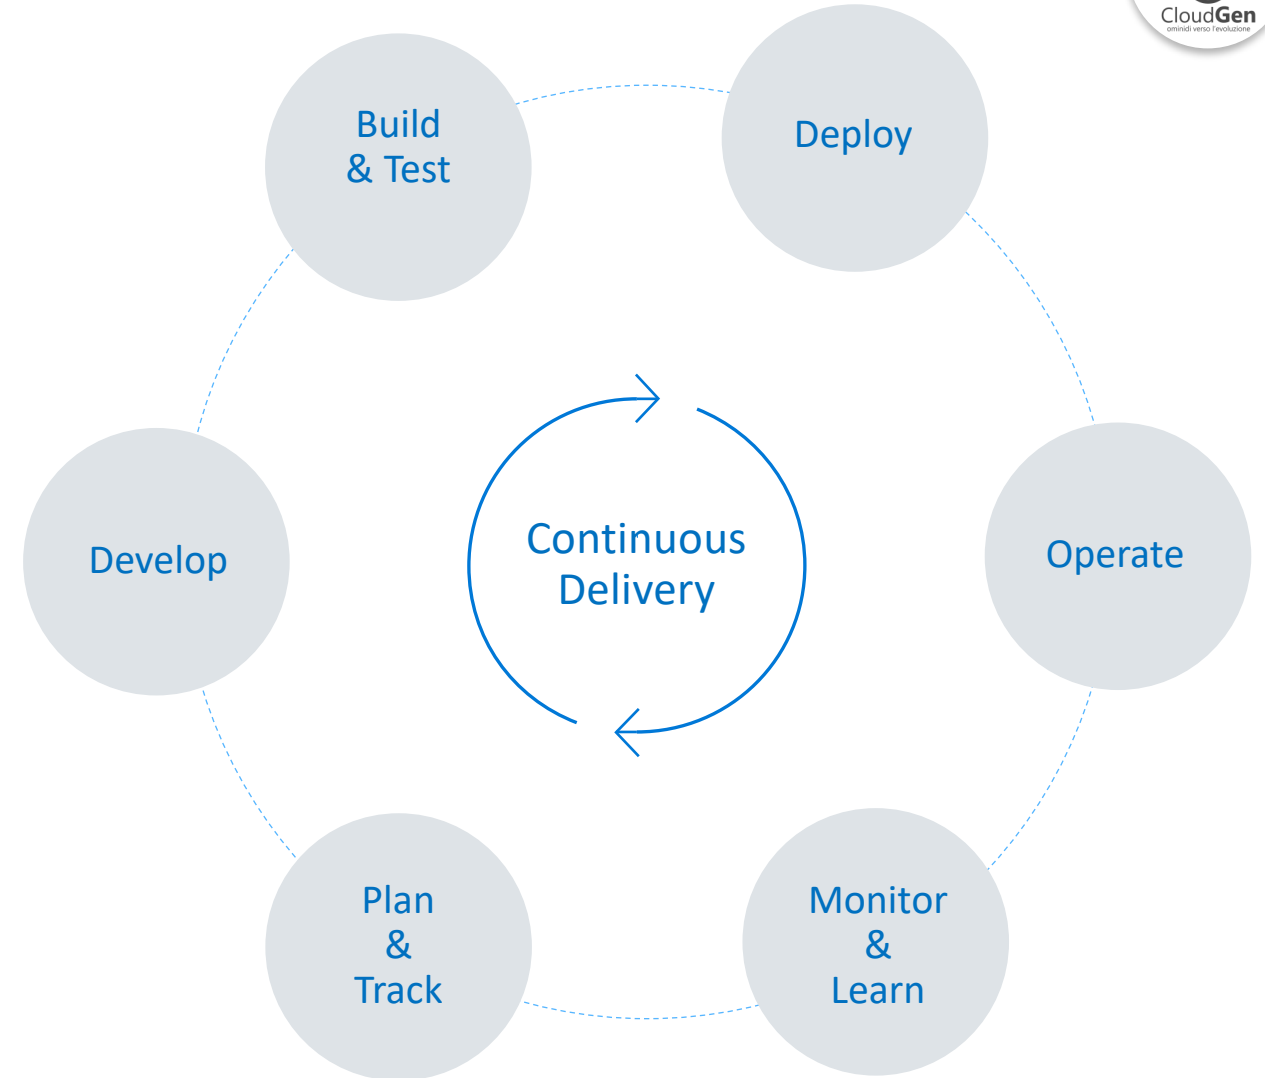 CloudGen
ominidi verso l'evoluzione
Build
& Test
Deploy
Continuous
Delivery
Develop
Operate
Plan
&
Track
Monitor
&
Learn